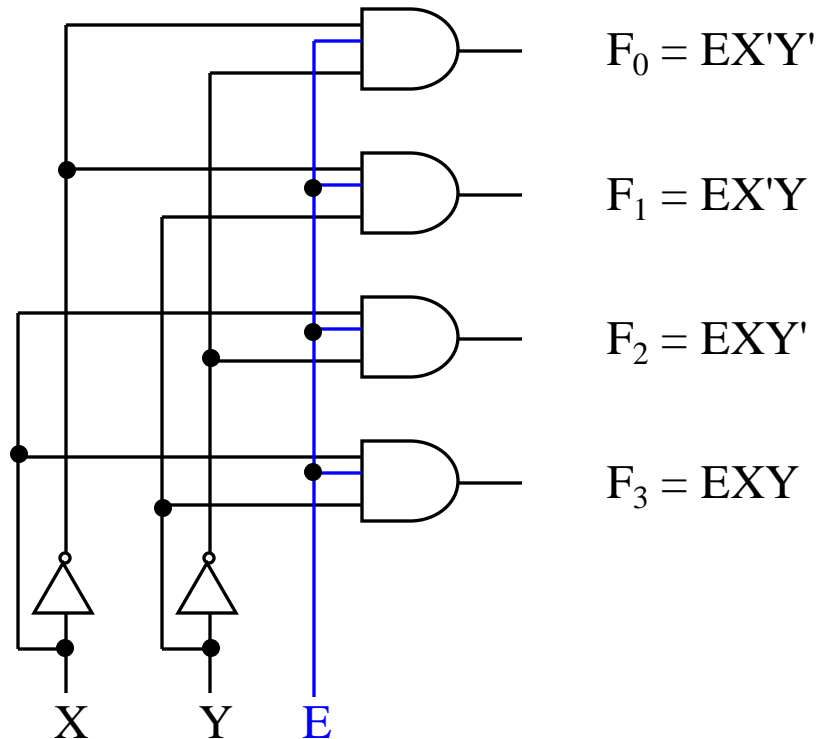 F₀ = EX'Y'
F₁ = EX'Y
F₂ = EXY'
F₃ = EXY
X Y E